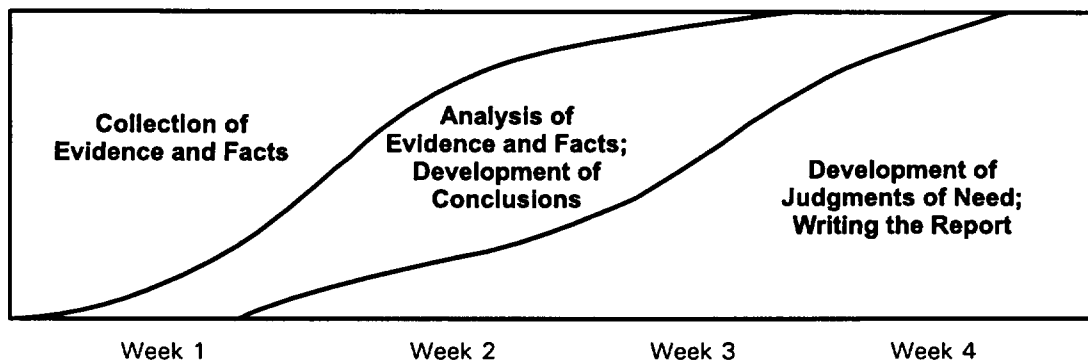 Collection of
Evidence and Facts
Analysis of
Evidence and Facts;
Development of
Conclusions
Development of
Judgments of Need;
Writing the Report
Week 1
Week 2
Week 3
Week 4